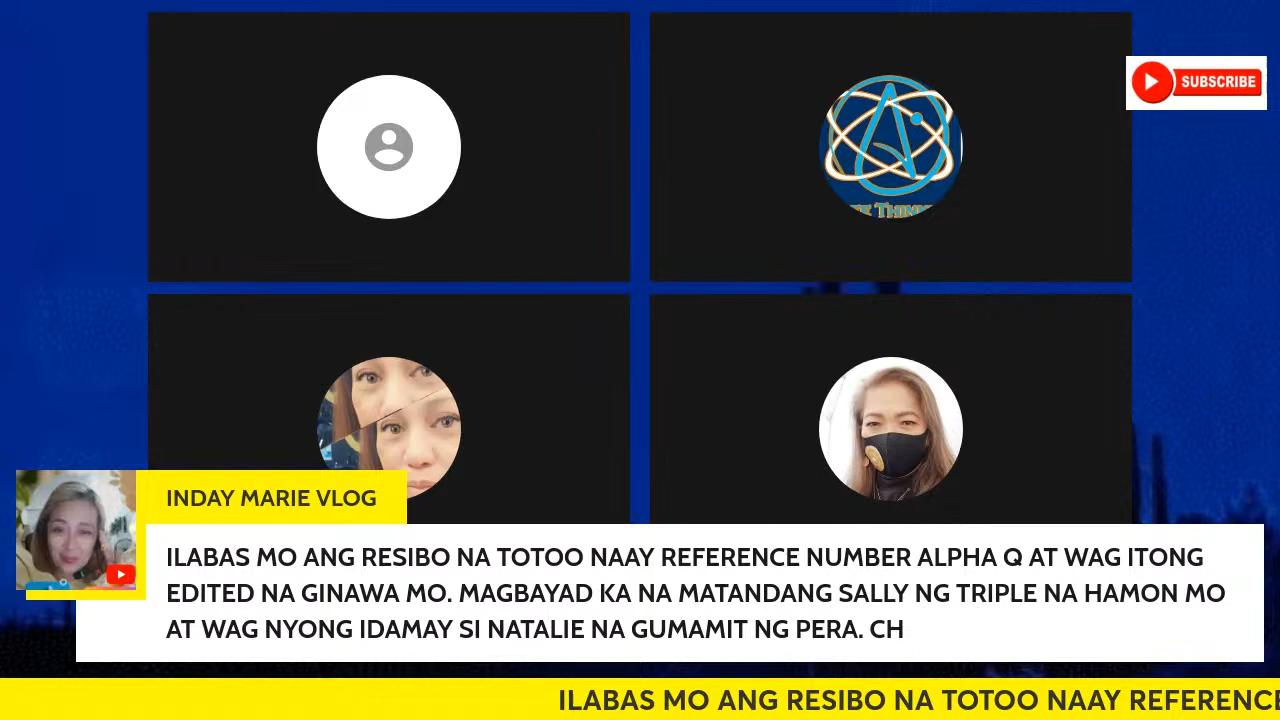 SUBSCRIBE
INDAY MARIE VLOG
ILABAS MO ANG RESIBO NA TOTOO NAAY REFERENCE NUMBER ALPHA Q AT WAG ITONG
EDITED NA GINAWA MO. MAGBAYAD KA NA MATANDANG SALLY NG TRIPLE NA HAMON MO
AT WAG NYONG IDAMAY SI NATALIE NA GUMAMIT NG PERA. CH
ILABAS MO ANG RESIBO NA TOTOO NAAY REFERENCE